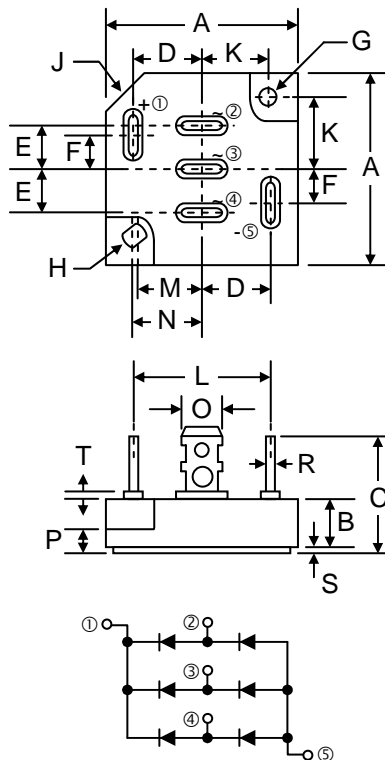 A
D K
J G
+①
~②
E K
F
~③
A
E F
~④
-⑤
H
M D
N
L
O
T
R
C
B
P
S
①
②
③
④
⑤